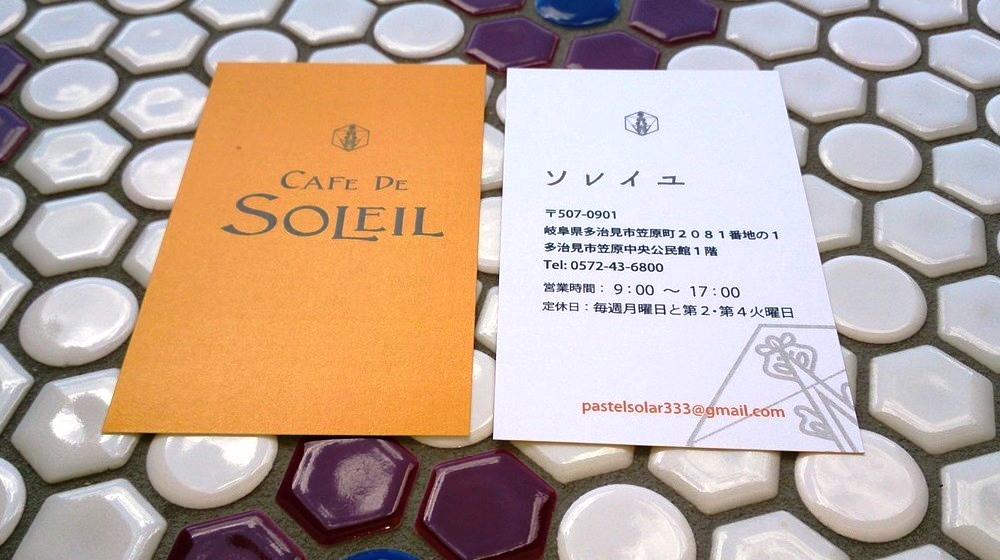 CAFE DE
SOLEIL
ソレイユ
〒507-0901
岐阜県多治見市笠原町２０８１番地の１
多治見市笠原中央公民館１階
Tel: 0572-43-6800
営業時間： 9：00 ～ 17：00
定休日：毎週月曜日と第２・第４火曜日
pastelsolar333@gmail.com